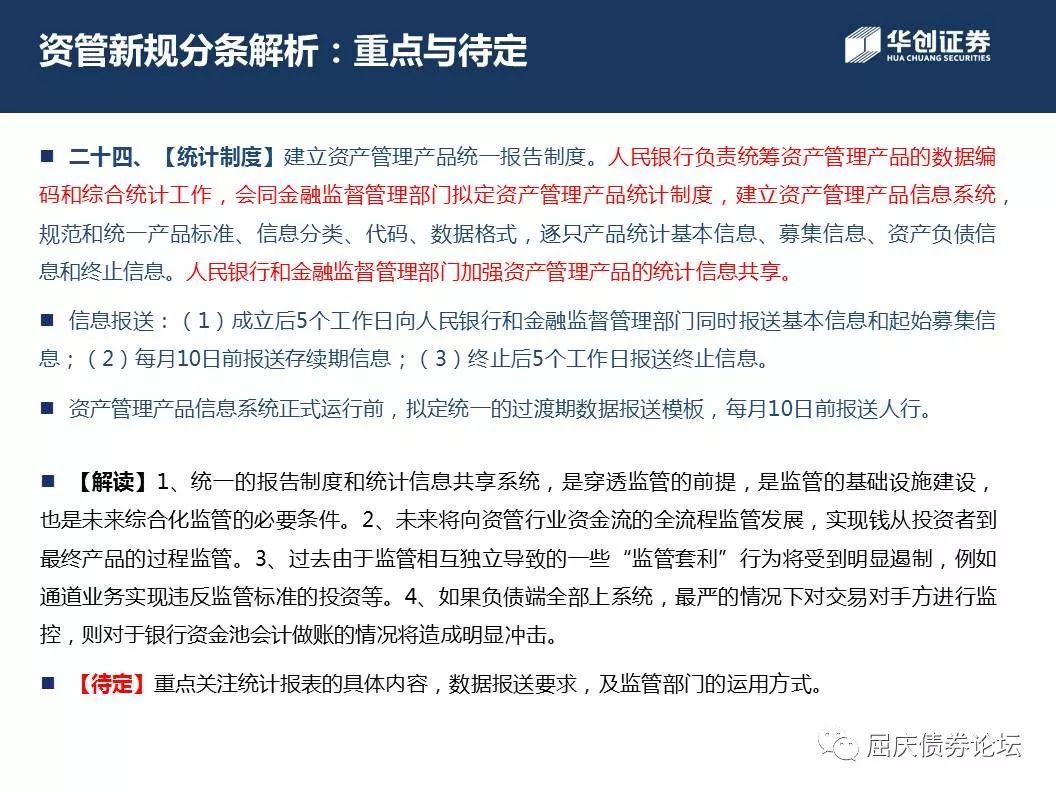 资管新规分条解析：重点与待定
华创证券
HUA CHUANG SECURITIES
■ 二十四、【统计制度】建立资产管理产品统一报告制度。人民银行负责统筹资产管理产品的数据编
码和综合统计工作，会同金融监督管理部门拟定资产管理产品统计制度，建立资产管理产品信息系统，
规范和统一产品标准、信息分类、代码、数据格式，逐只产品统计基本信息、募集信息、资产负债信
息和终止信息。人民银行和金融监督管理部门加强资产管理产品的统计信息共享。
■ 信息报送：（1）成立后5个工作日向人民银行和金融监督管理部门同时报送基本信息和起始募集信
息；（2）每月10日前报送存续期信息；（3）终止后5个工作日报送终止信息。
■ 资产管理产品信息系统正式运行前，拟定统一的过渡期数据报送模板，每月10日前报送人行。
■ 【解读】1、统一的报告制度和统计信息共享系统，是穿透监管的前提，是监管的基础设施建设，
也是未来综合化监管的必要条件。2、未来将向资管行业资金流的全流程监管发展，实现钱从投资者到
最终产品的过程监管。3、过去由于监管相互独立导致的一些“监管套利”行为将受到明显遏制，例如
通道业务实现违反监管标准的投资等。4、如果负债端全部上系统，最严的情况下对交易对手方进行监
控，则对于银行资金池会计做账的情况将造成明显冲击。
■ 【待定】重点关注统计报表的具体内容，数据报送要求，及监管部门的运用方式。
屈庆债券论坛